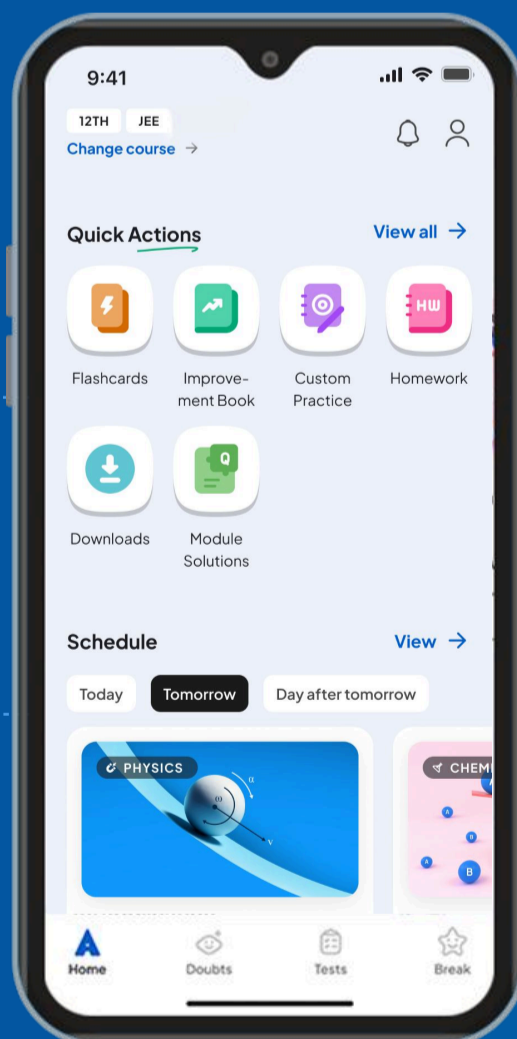 9:41
12TH JEE
Change course →
Quick Actions
View all →
Flashcards
Improve-
ment Book
Custom
Practice
HW
Homework
Downloads
Q
Module
Solutions
Schedule
View →
Today
Tomorrow
Day after tomorrow
PHYSICS
α
ω
v
CHEMI
A
B
A
B
B
Home
Doubts
Tests
Break